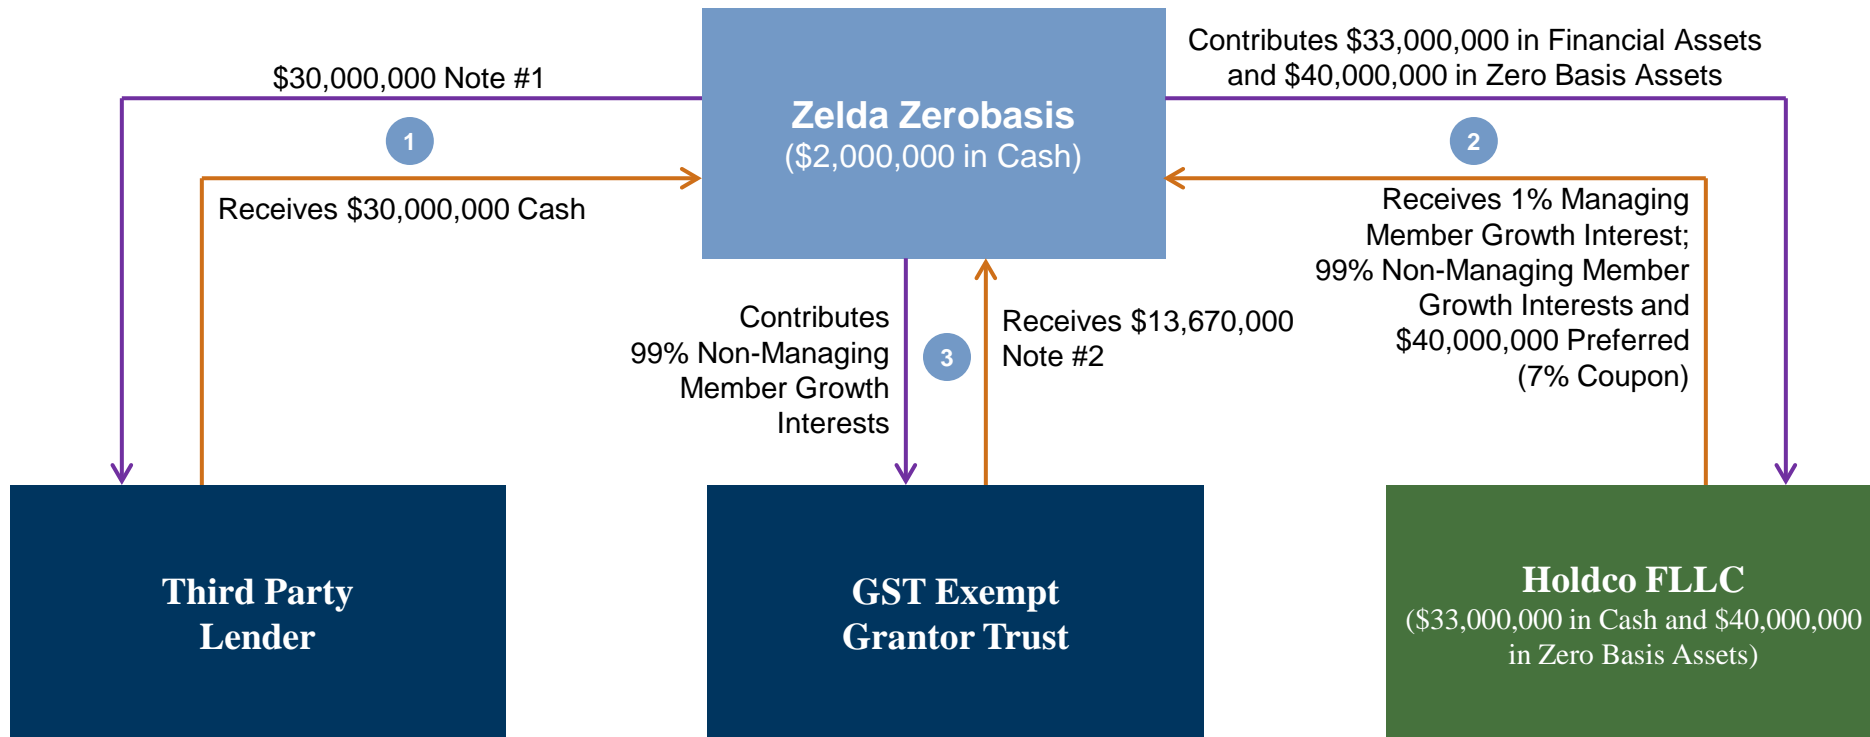 $30,000,000 Note #1
1
Receives $30,000,000 Cash
Zelda Zerobasis
($2,000,000 in Cash)
Contributes $33,000,000 in Financial Assets
and $40,000,000 in Zero Basis Assets
2
Receives 1% Managing
Member Growth Interest;
99% Non-Managing Member
Growth Interests and
$40,000,000 Preferred
(7% Coupon)
Contributes
99% Non-Managing
Member Growth
Interests
3
Receives $13,670,000
Note #2
Third Party
Lender
GST Exempt
Grantor Trust
Holdco FLLC
($33,000,000 in Cash and $40,000,000
in Zero Basis Assets)